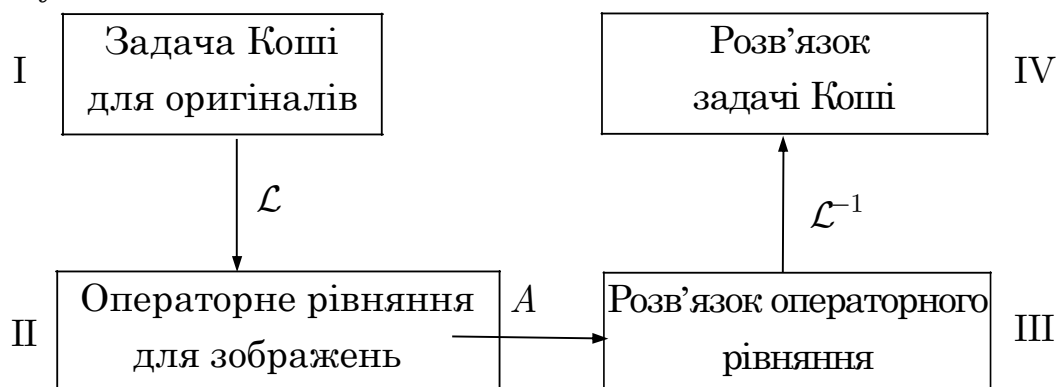 I
Задача Коші
для оригіналів
Розв’язок
задачі Коші
IV
ℒ
ℒ⁻¹
II
Операторне рівняння
для зображень
A
Розв’язок операторного
рівняння
III